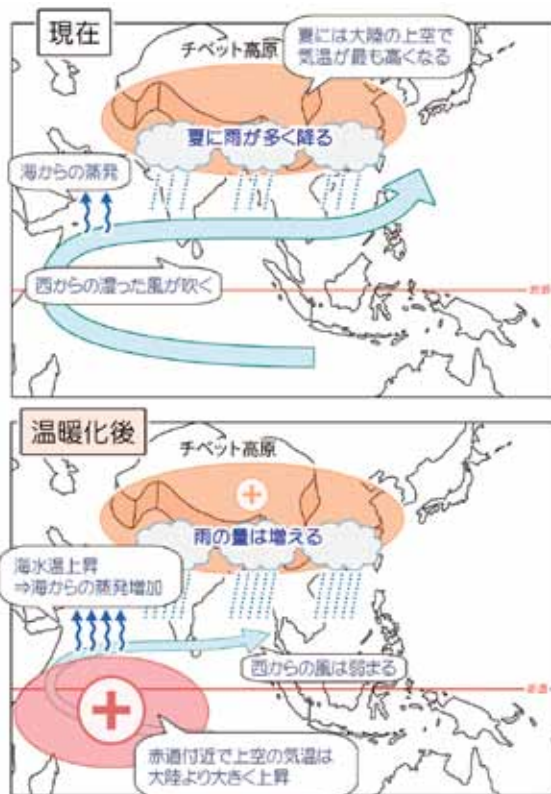 現在
チベット高原
夏には大陸の上空で
気温が最も高くなる
夏に雨が多く降る
海からの蒸発
西からの湿った風が吹く
赤道
温暖化後
チベット高原
雨の量は増える
海水温上昇
⇒海からの蒸発増加
西からの風は弱まる
赤道
赤道付近で上空の気温は
大陸より大きく上昇